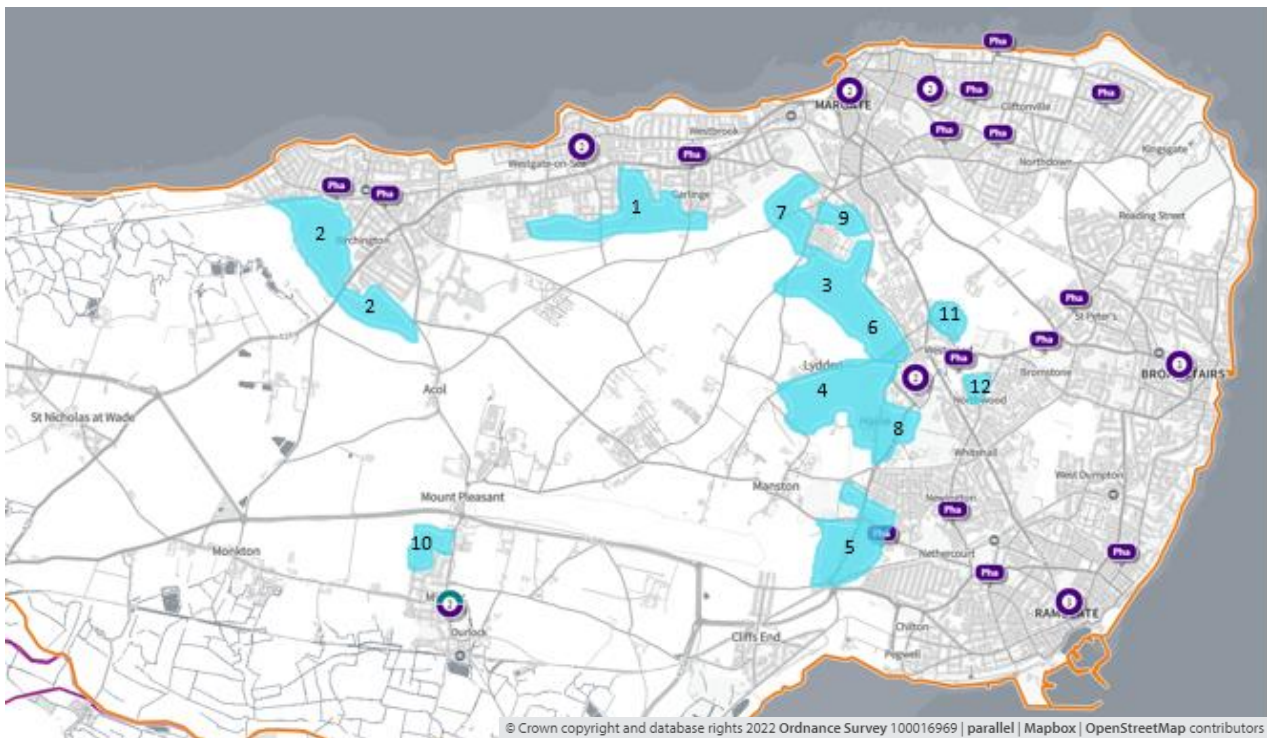 Pha
MARGATE
2
2
Pha
Pha
Cliftonville
Pha
Pha
Westbrook
Kingsgate
2
Pha
Northdown
Westgate-on-Sea
Pha
Pha
Garlinge
1
7
9
Reading Street
2
Birchington
3
2
Pha
11
St Peter's
6
Pha
Lydden
Pha
Bromstone
BROADSTAIRS
4
12
Northwood
Acol
St Nicholas at Wade
8
Whitehall
West Dumpton
Manston
Mount Pleasant
Newington
Pha
Pha
10
5
Monkton
Nethercourt
Pha
Pha
RAMSGATE
3
Durlock
Cliffs End
Chilton
Pegwell
© Crown copyright and database rights 2022 Ordnance Survey 100016969 | parallel | Mapbox | OpenStreetMap contributors